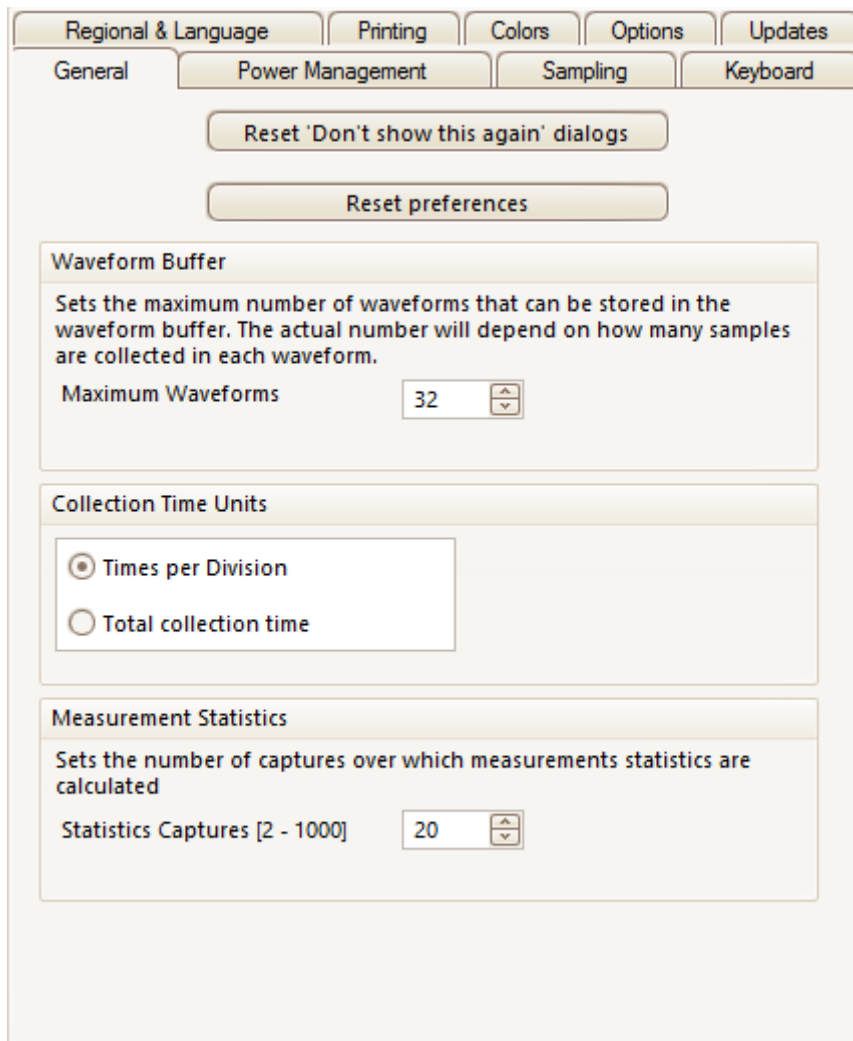 Regional & Language Printing Colors Options Updates
General Power Management Sampling Keyboard
Reset 'Don't show this again' dialogs
Reset preferences
Waveform Buffer
Sets the maximum number of waveforms that can be stored in the
waveform buffer. The actual number will depend on how many samples
are collected in each waveform.
Maximum Waveforms 32
Collection Time Units
Times per Division
Total collection time
Measurement Statistics
Sets the number of captures over which measurements statistics are
calculated
Statistics Captures [2 - 1000] 20